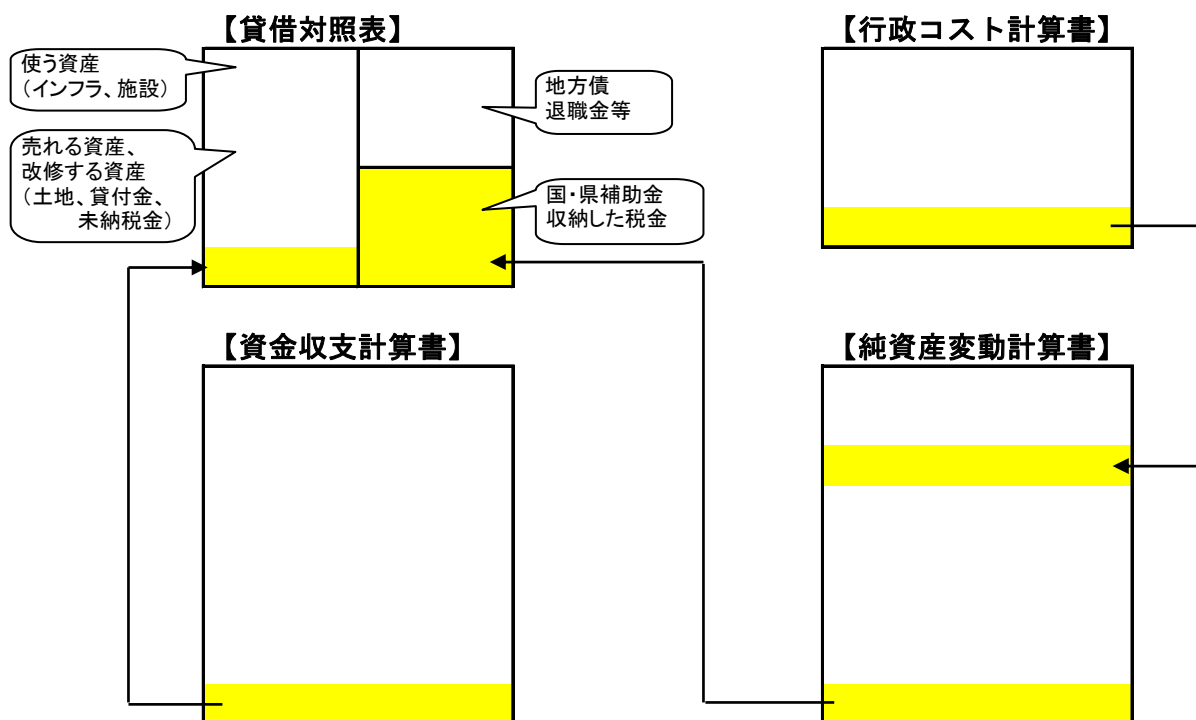 【貸借対照表】
使う資産
（インフラ、施設）
売れる資産、
改修する資産
（土地、貸付金、
未納税金）
地方債
退職金等
国・県補助金
収納した税金
【行政コスト計算書】
【資金収支計算書】
【純資産変動計算書】